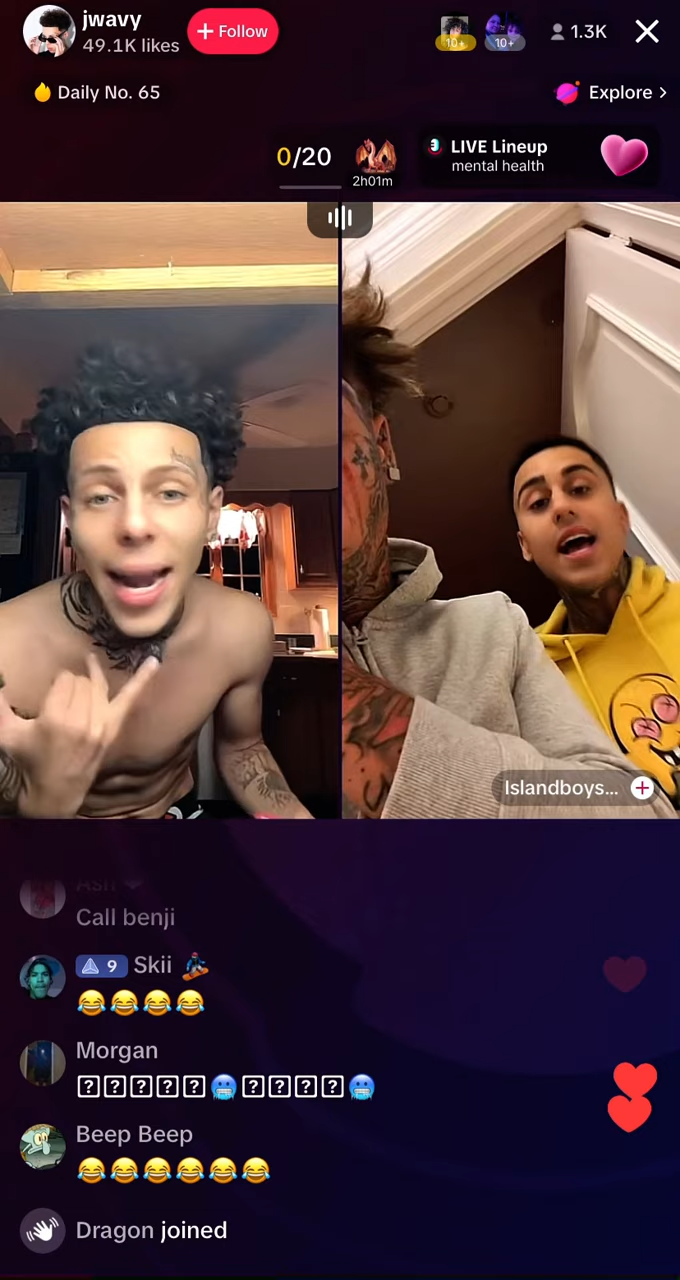 jwavy
49.1K likes
+ Follow
10+
10+
1.3K
Daily No. 65
Explore >
0/20
2h01m
LIVE Lineup
mental health
Islandboys...
Ash
Call benji
9 Skii
Morgan
Beep Beep
Dragon joined